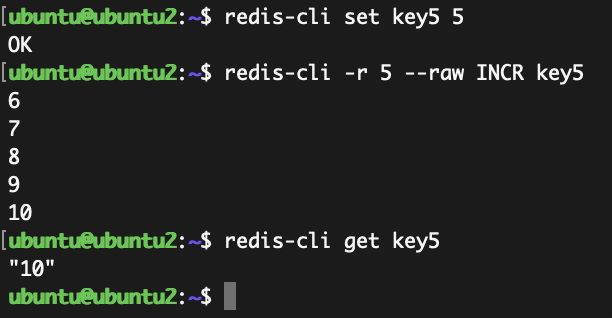 [ubuntu@ubuntu2:~$ redis-cli set key5 5
OK
[ubuntu@ubuntu2:~$ redis-cli -r 5 --raw INCR key5
6
7
8
9
10
[ubuntu@ubuntu2:~$ redis-cli get key5
"10"
ubuntu@ubuntu2:~$